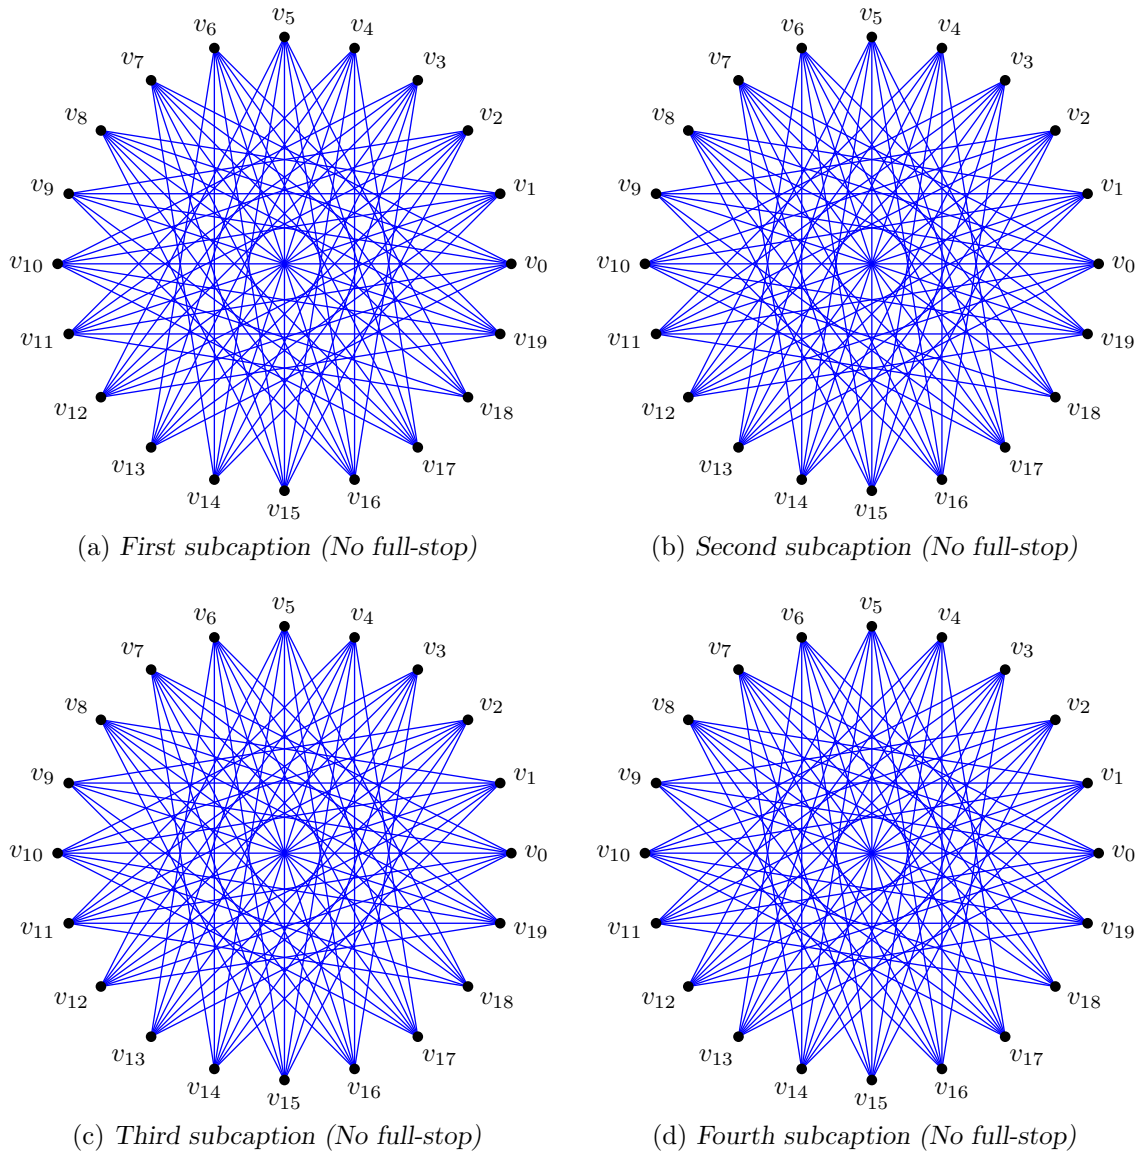 v5 v5
v6 v4 v6 v4
v7 v3 v7 v3
v8 v2 v8 v2
v9 v1 v9 v1
v10 v0 v10 v0
v11 v19 v11 v19
v12 v18 v12 v18
v13 v17 v13 v17
v14 v16 v14 v16
v15 v15
(a) First subcaption (No full-stop) (b) Second subcaption (No full-stop)
v5 v5
v6 v4 v6 v4
v7 v3 v7 v3
v8 v2 v8 v2
v9 v1 v9 v1
v10 v0 v10 v0
v11 v19 v11 v19
v12 v18 v12 v18
v13 v17 v13 v17
v14 v16 v14 v16
v15 v15
(c) Third subcaption (No full-stop) (d) Fourth subcaption (No full-stop)